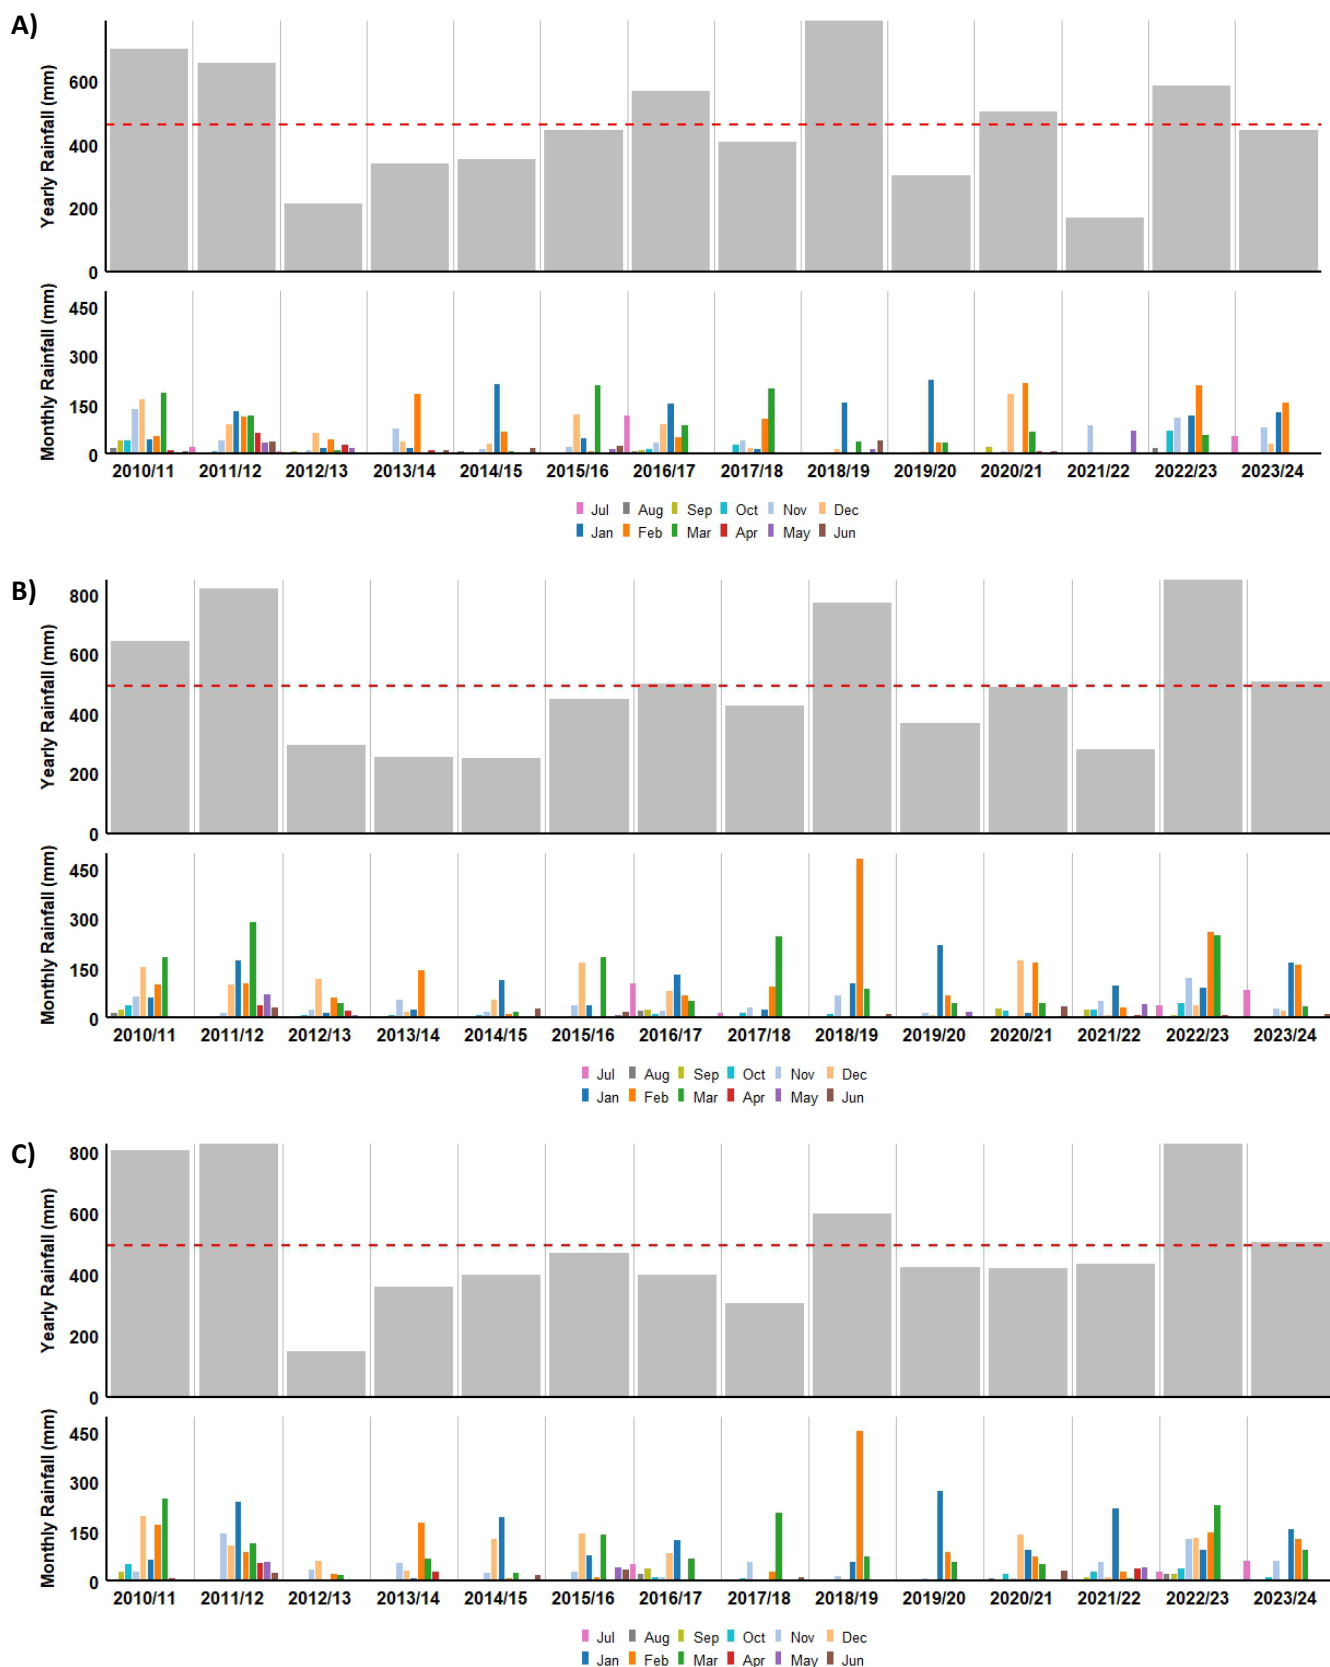 A)
Yearly Rainfall (mm)
600
400
200
0
Monthly Rainfall (mm)
450
300
150
0
2010/11 2011/12 2012/13 2013/14 2014/15 2015/16 2016/17 2017/18 2018/19 2019/20 2020/21 2021/22 2022/23 2023/24
Jul Aug Sep Oct Nov Dec
Jan Feb Mar Apr May Jun
B)
Yearly Rainfall (mm)
800
600
400
200
0
Monthly Rainfall (mm)
450
300
150
0
2010/11 2011/12 2012/13 2013/14 2014/15 2015/16 2016/17 2017/18 2018/19 2019/20 2020/21 2021/22 2022/23 2023/24
Jul Aug Sep Oct Nov Dec
Jan Feb Mar Apr May Jun
C)
Yearly Rainfall (mm)
800
600
400
200
0
Monthly Rainfall (mm)
450
300
150
0
2010/11 2011/12 2012/13 2013/14 2014/15 2015/16 2016/17 2017/18 2018/19 2019/20 2020/21 2021/22 2022/23 2023/24
Jul Aug Sep Oct Nov Dec
Jan Feb Mar Apr May Jun